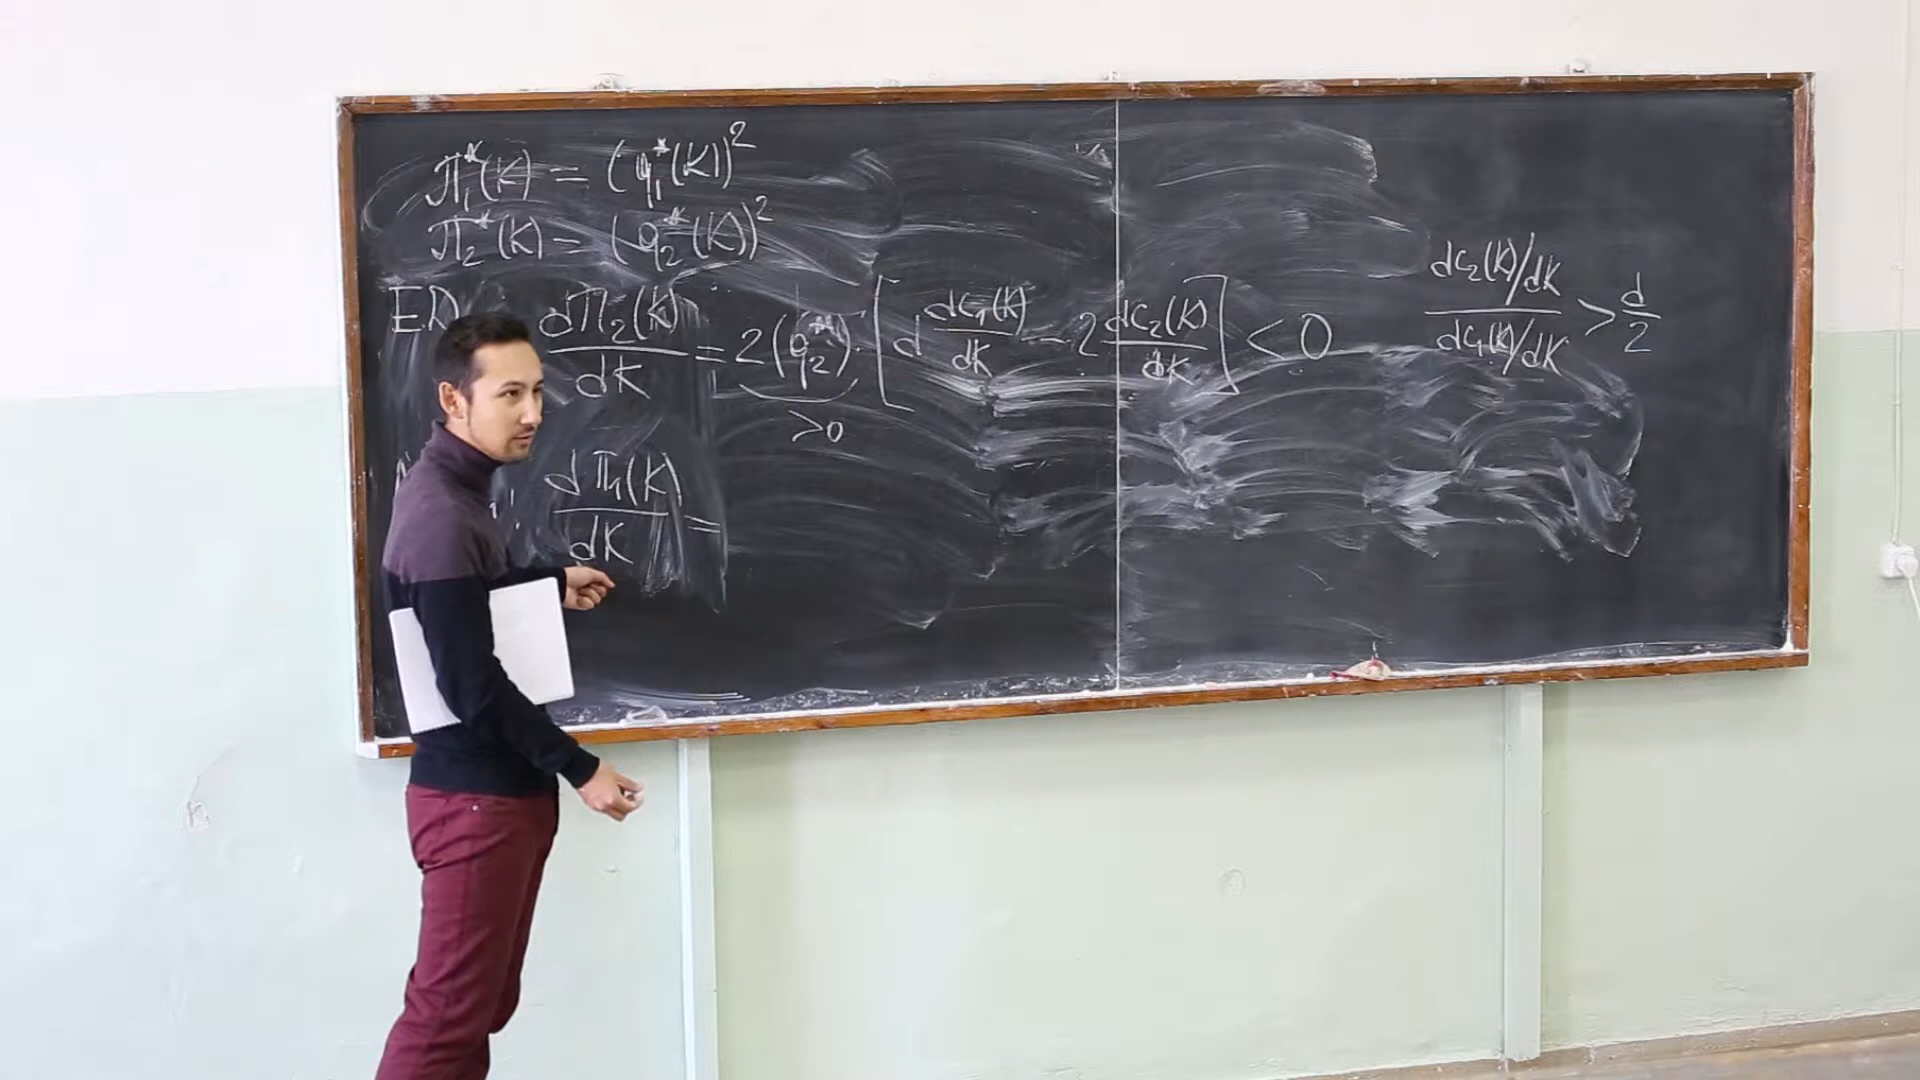 π₁*(K) = (q₁*(K))²
π₂*(K) = (q₂*(K))²
E.D. dπ₂(K)/dK = 2(q₂*)·[d dc₁(K)/dK − 2 dc₂(K)/dK] < 0
>0
(dc₂(K)/dK)/(dc₁(K)/dK) > d/2
dπ₁(K)/dK =